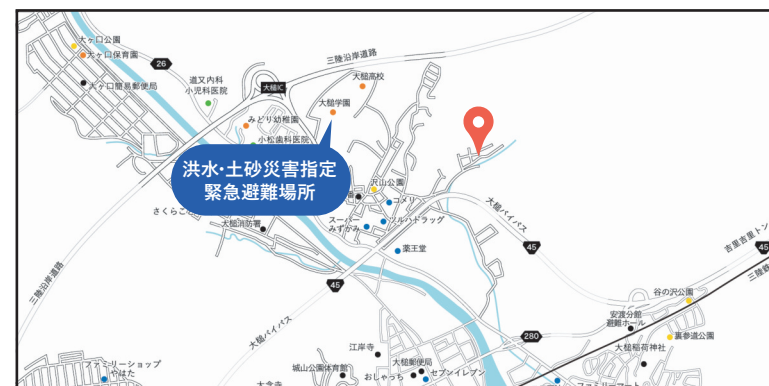 大ケ口公園
大ケ口保育園
26
大ケ口簡易郵便局
道又内科
小児科医院
大槌IC
三陸沿岸道路
大槌高校
大槌学園
みどり幼稚園
小松歯科医院
洪水・土砂災害指定
緊急避難場所
沢山公園
コメリ
ツルハドラッグ
スーパー
みずかみ
大槌消防署
薬王堂
大槌バイパス
45
吉里吉里トン
45
三陸鉄
三陸沿岸道路
45
大槌バイパス
谷の沢公園
安渡分館
避難ホール
280
裏参道公園
大槌稲荷神社
江岸寺
城山公園体育館
大槌郵便局
おしゃっち
セブンイレブン
ファミリーショップ
やはた